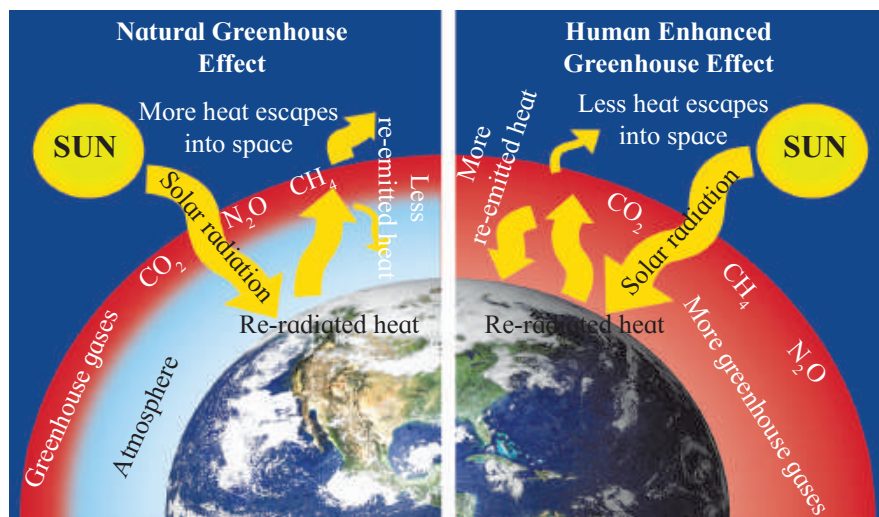 Natural Greenhouse
Effect
More heat escapes
into space
SUN
Solar radiation
re-emitted heat
Less
CH₄
N₂O
CO₂
Re-radiated heat
Greenhouse gases
Atmosphere
Human Enhanced
Greenhouse Effect
Less heat escapes
into space
SUN
More
re-emitted heat
Solar radiation
CO₂
CH₄
N₂O
Re-radiated heat
More greenhouse gases